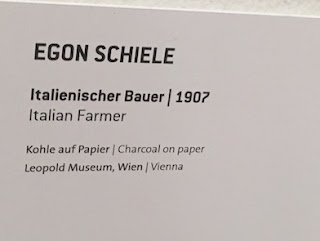 EGON SCHIELE
Italienischer Bauer | 1907
Italian Farmer
Kohle auf Papier | Charcoal on paper
Leopold Museum, Wien | Vienna